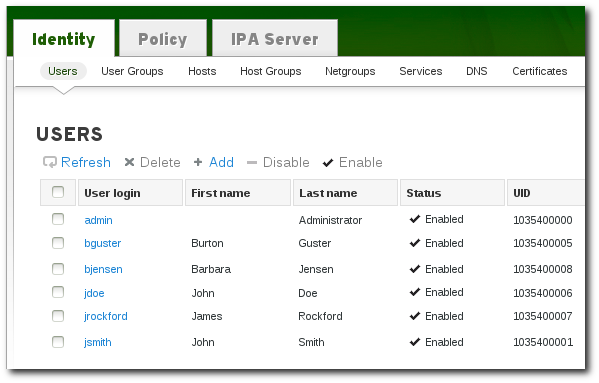 Identity Policy IPA Server
Users User Groups Hosts Host Groups Netgroups Services DNS Certificates
USERS
Refresh Delete Add Disable Enable
User login First name Last name Status UID
admin Administrator Enabled 1035400000
bguster Burton Guster Enabled 1035400005
bjensen Barbara Jensen Enabled 1035400008
jdoe John Doe Enabled 1035400006
jrockford James Rockford Enabled 1035400007
jsmith John Smith Enabled 1035400001